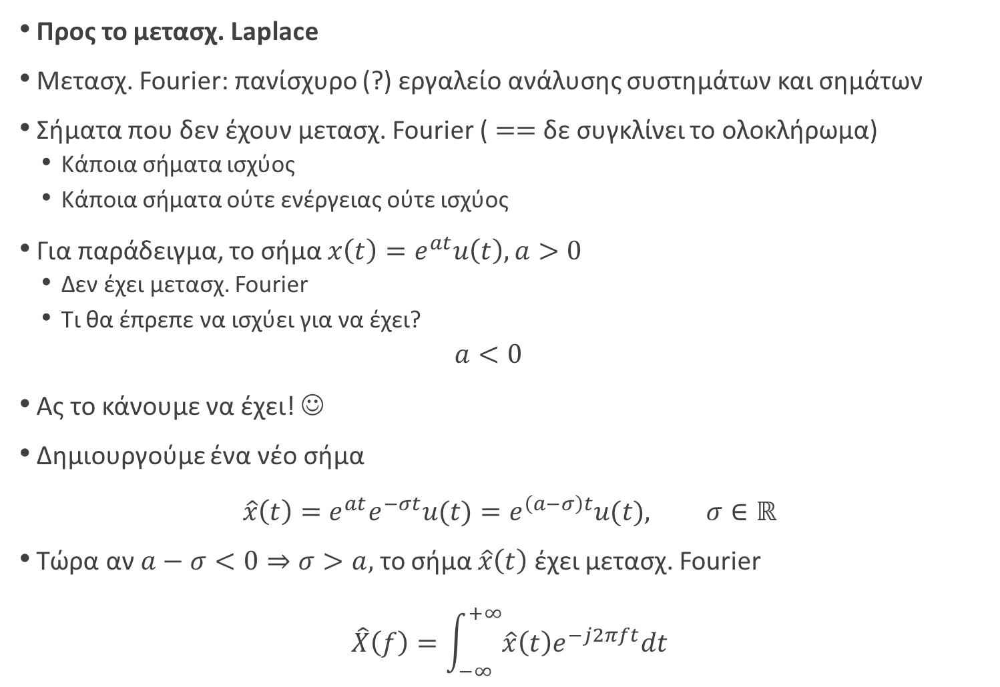 • Προς το μετασχ. Laplace
• Μετασχ. Fourier: πανίσχυρο (?) εργαλείο ανάλυσης συστημάτων και σημάτων
• Σήματα που δεν έχουν μετασχ. Fourier ( == δε συγκλίνει το ολοκλήρωμα)
• Κάποια σήματα ισχύος
• Κάποια σήματα ούτε ενέργειας ούτε ισχύος
• Για παράδειγμα, το σήμα $x(t) = e^{at}u(t), a > 0$
• Δεν έχει μετασχ. Fourier
• Τι θα έπρεπε να ισχύει για να έχει?
$a < 0$
• Ας το κάνουμε να έχει! ☺
• Δημιουργούμε ένα νέο σήμα
$\hat{x}(t) = e^{at}e^{-\sigma t}u(t) = e^{(a-\sigma)t}u(t), \quad \sigma \in \mathbb{R}$
• Τώρα αν $a - \sigma < 0 \Rightarrow \sigma > a$, το σήμα $\hat{x}(t)$ έχει μετασχ. Fourier
$\hat{X}(f) = \int_{-\infty}^{+\infty} \hat{x}(t)e^{-j2\pi ft}dt$